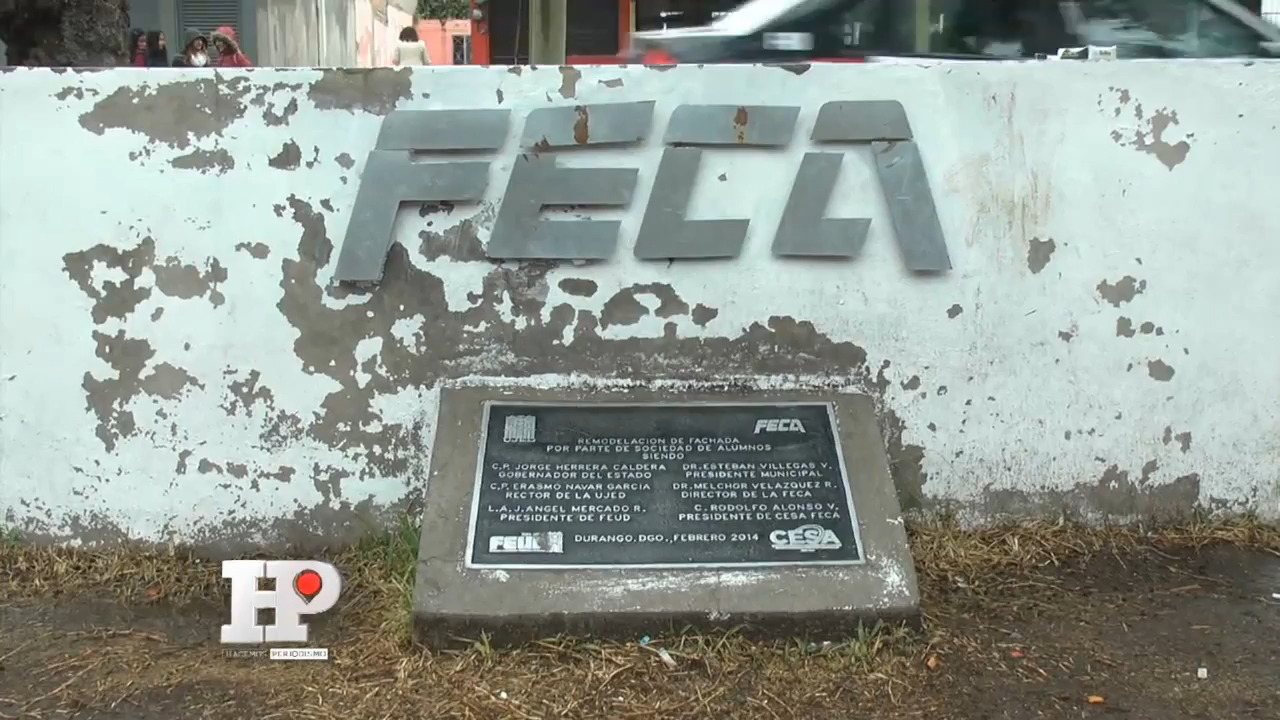 FECA
FECA
REMODELACION DE FACHADA
POR PARTE DE SOCIEDAD DE ALUMNOS
SIENDO
C.P. JORGE HERRERA CALDERA
GOBERNADOR DEL ESTADO
DR. ESTEBAN VILLEGAS V.
PRESIDENTE MUNICIPAL
C.P. ERASMO NAVAR GARCIA
RECTOR DE LA UJED
DR. MELCHOR VELAZQUEZ R.
DIRECTOR DE LA FECA
L.A. J. ANGEL MERCADO R.
PRESIDENTE DE FEUD
C. RODOLFO ALONSO V.
PRESIDENTE DE CESA FECA
DURANGO, DGO., FEBRERO 2014
CESA
HP
HACEMOS PERIODISMO